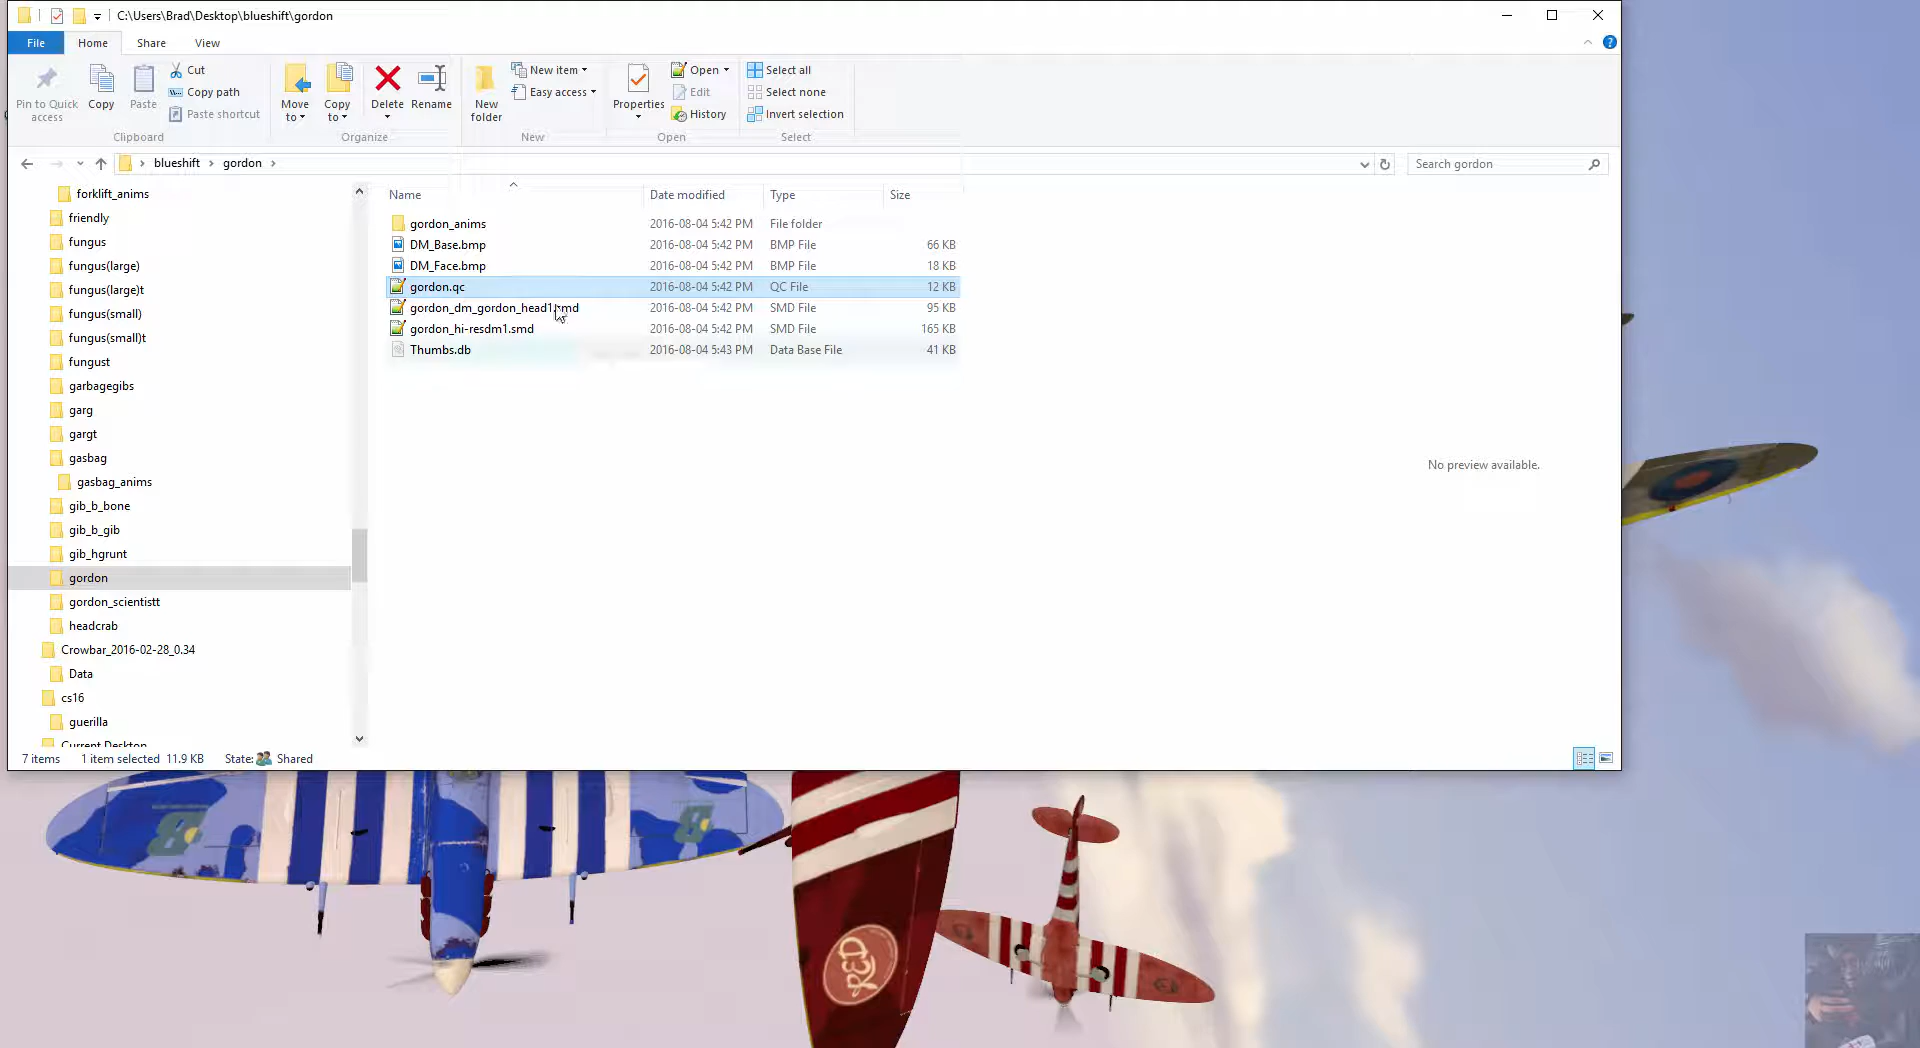 C:\Users\Brad\Desktop\blueshift\gordon
File Home Share View
Pin to Quick access
Copy
Paste
Cut
Copy path
Paste shortcut
Clipboard
Move to
Copy to
Delete
Rename
Organize
New folder
New item
Easy access
New
Properties
Open
Edit
History
Open
Select all
Select none
Invert selection
Select
blueshift > gordon >
Search gordon
forklift_anims
friendly
fungus
fungus(large)
fungus(large)t
fungus(small)
fungus(small)t
fungust
garbagegibs
garg
gargt
gasbag
gasbag_anims
gib_b_bone
gib_b_gib
gib_hgrunt
gordon
gordon_scientistt
headcrab
Crowbar_2016-02-28_0.34
Data
cs16
guerilla
Current Desktop
Name Date modified Type Size
gordon_anims 2016-08-04 5:42 PM File folder
DM_Base.bmp 2016-08-04 5:42 PM BMP File 66 KB
DM_Face.bmp 2016-08-04 5:42 PM BMP File 18 KB
gordon.qc 2016-08-04 5:42 PM QC File 12 KB
gordon_dm_gordon_head1.smd 2016-08-04 5:42 PM SMD File 95 KB
gordon_hi-resdm1.smd 2016-08-04 5:42 PM SMD File 165 KB
Thumbs.db 2016-08-04 5:43 PM Data Base File 41 KB
No preview available.
7 items 1 item selected 11.9 KB State: Shared
8
8
RED